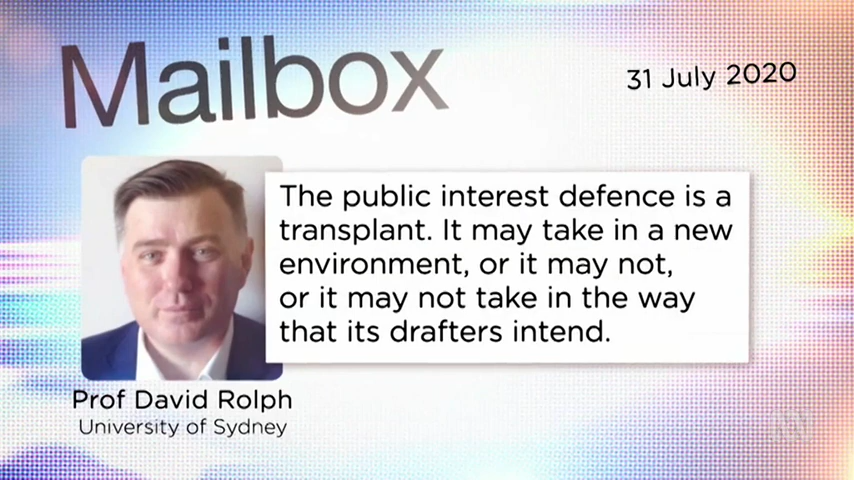 Mailbox
31 July 2020
The public interest defence is a
transplant. It may take in a new
environment, or it may not,
or it may not take in the way
that its drafters intend.
Prof David Rolph
University of Sydney